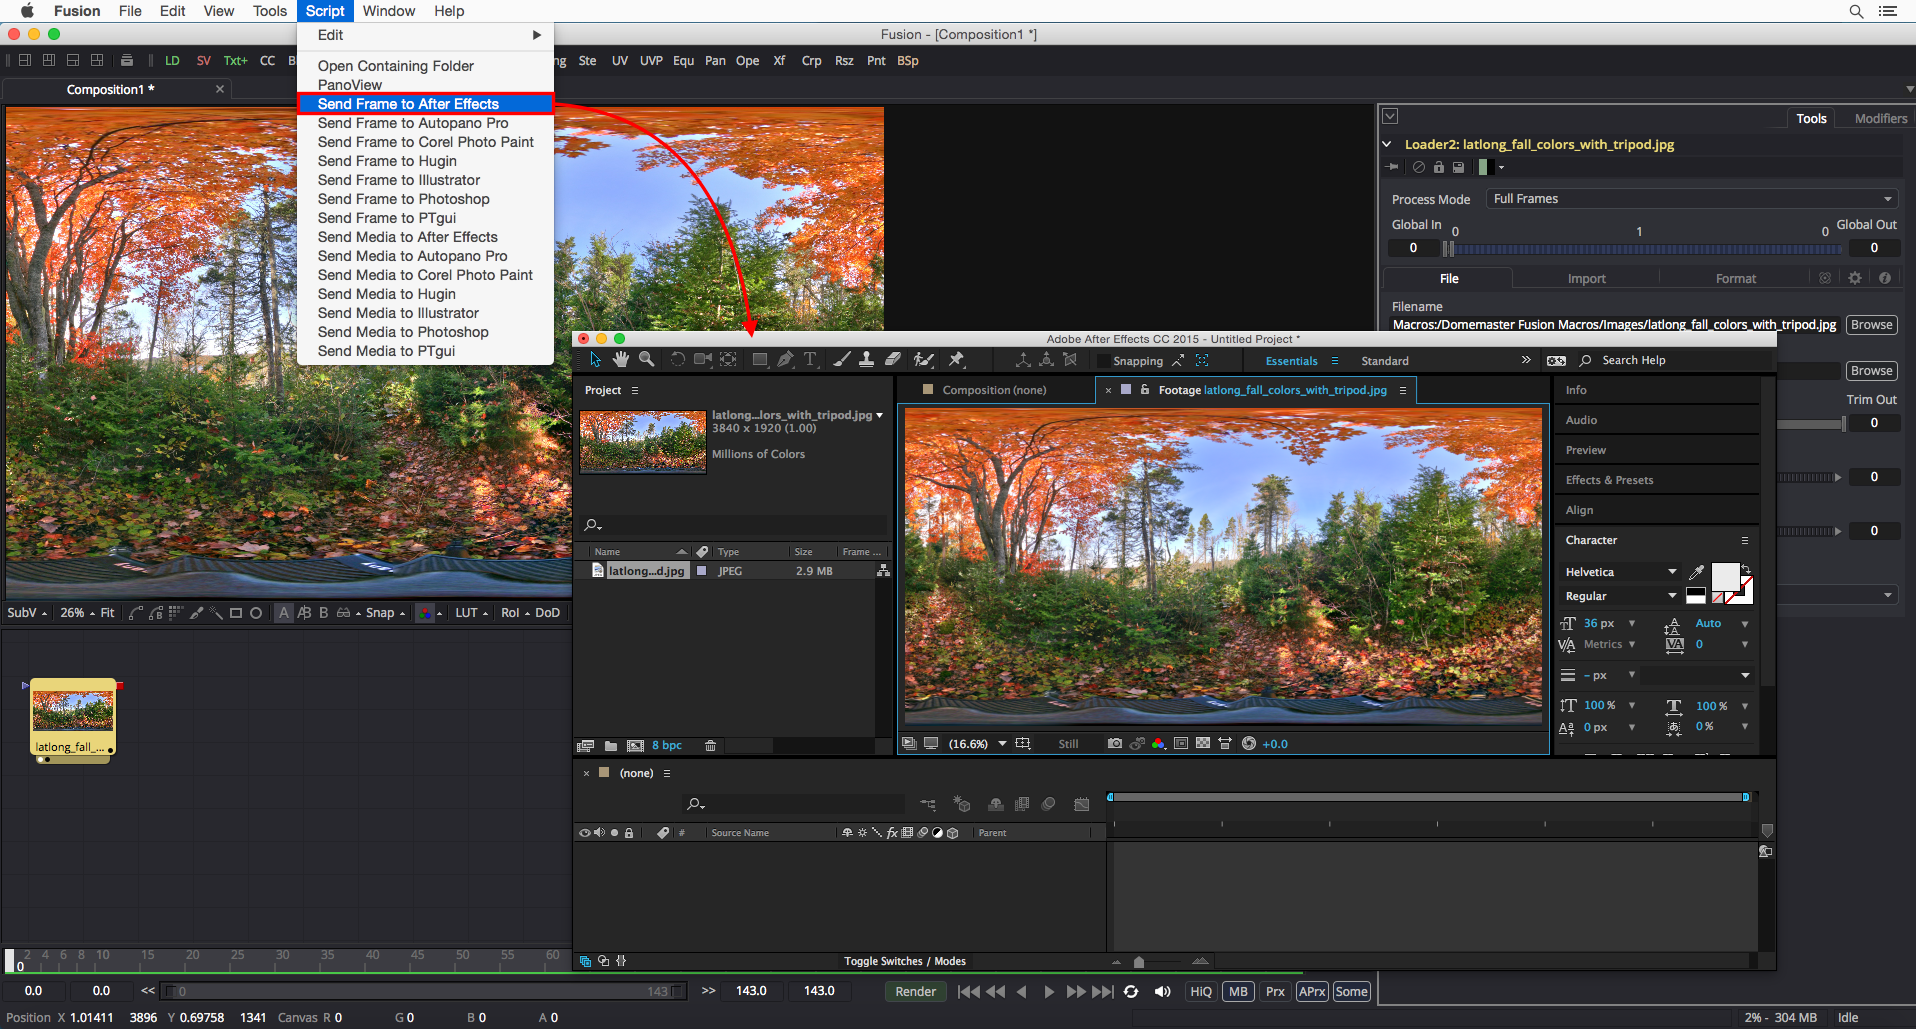 Fusion File Edit View Tools Script Window Help
Fusion - [Composition1 *]
LD SV Txt+ CC Ste UV UVP Equ Pan Ope Xf Crp Rsz Pnt BSp
Composition1 *
Edit
Open Containing Folder
PanoView
Send Frame to After Effects
Send Frame to Autopano Pro
Send Frame to Corel Photo Paint
Send Frame to Hugin
Send Frame to Illustrator
Send Frame to Photoshop
Send Frame to PTgui
Send Media to After Effects
Send Media to Autopano Pro
Send Media to Corel Photo Paint
Send Media to Hugin
Send Media to Illustrator
Send Media to Photoshop
Send Media to PTgui
Tools Modifiers
Loader2: latlong_fall_colors_with_tripod.jpg
Process Mode Full Frames
Global In 0 1 0 Global Out
0 0
File Import Format
Filename
Macros:/Domemaster Fusion Macros/Images/latlong_fall_colors_with_tripod.jpg Browse
Browse
Trim Out
0
0
0
Adobe After Effects CC 2015 - Untitled Project *
Snapping Essentials Standard Search Help
Project
latlong...lors_with_tripod.jpg
3840 x 1920 (1.00)
Millions of Colors
Name Type Size Frame ...
latlong...d.jpg JPEG 2.9 MB
8 bpc
Composition (none) Footage latlong_fall_colors_with_tripod.jpg
(16.6%) Still +0.0
Info
Audio
Preview
Effects & Presets
Align
Character
Helvetica
Regular
36 px Auto
Metrics 0
- px
100 % 100 %
0 px 0 %
(none)
# Source Name fx Parent
Toggle Switches / Modes
SubV 26% Fit A A/B B Snap LUT RoI DoD
latlong_fall_...
2 4 6 8 10 15 20 25 30 35 40 45 50 55 60
0
0.0 0.0 << 0 143 >> 143.0 143.0 Render HiQ MB Prx APrx Some
Position X 1.01411 3896 Y 0.69758 1341 Canvas R 0 G 0 B 0 A 0 2% - 304 MB Idle